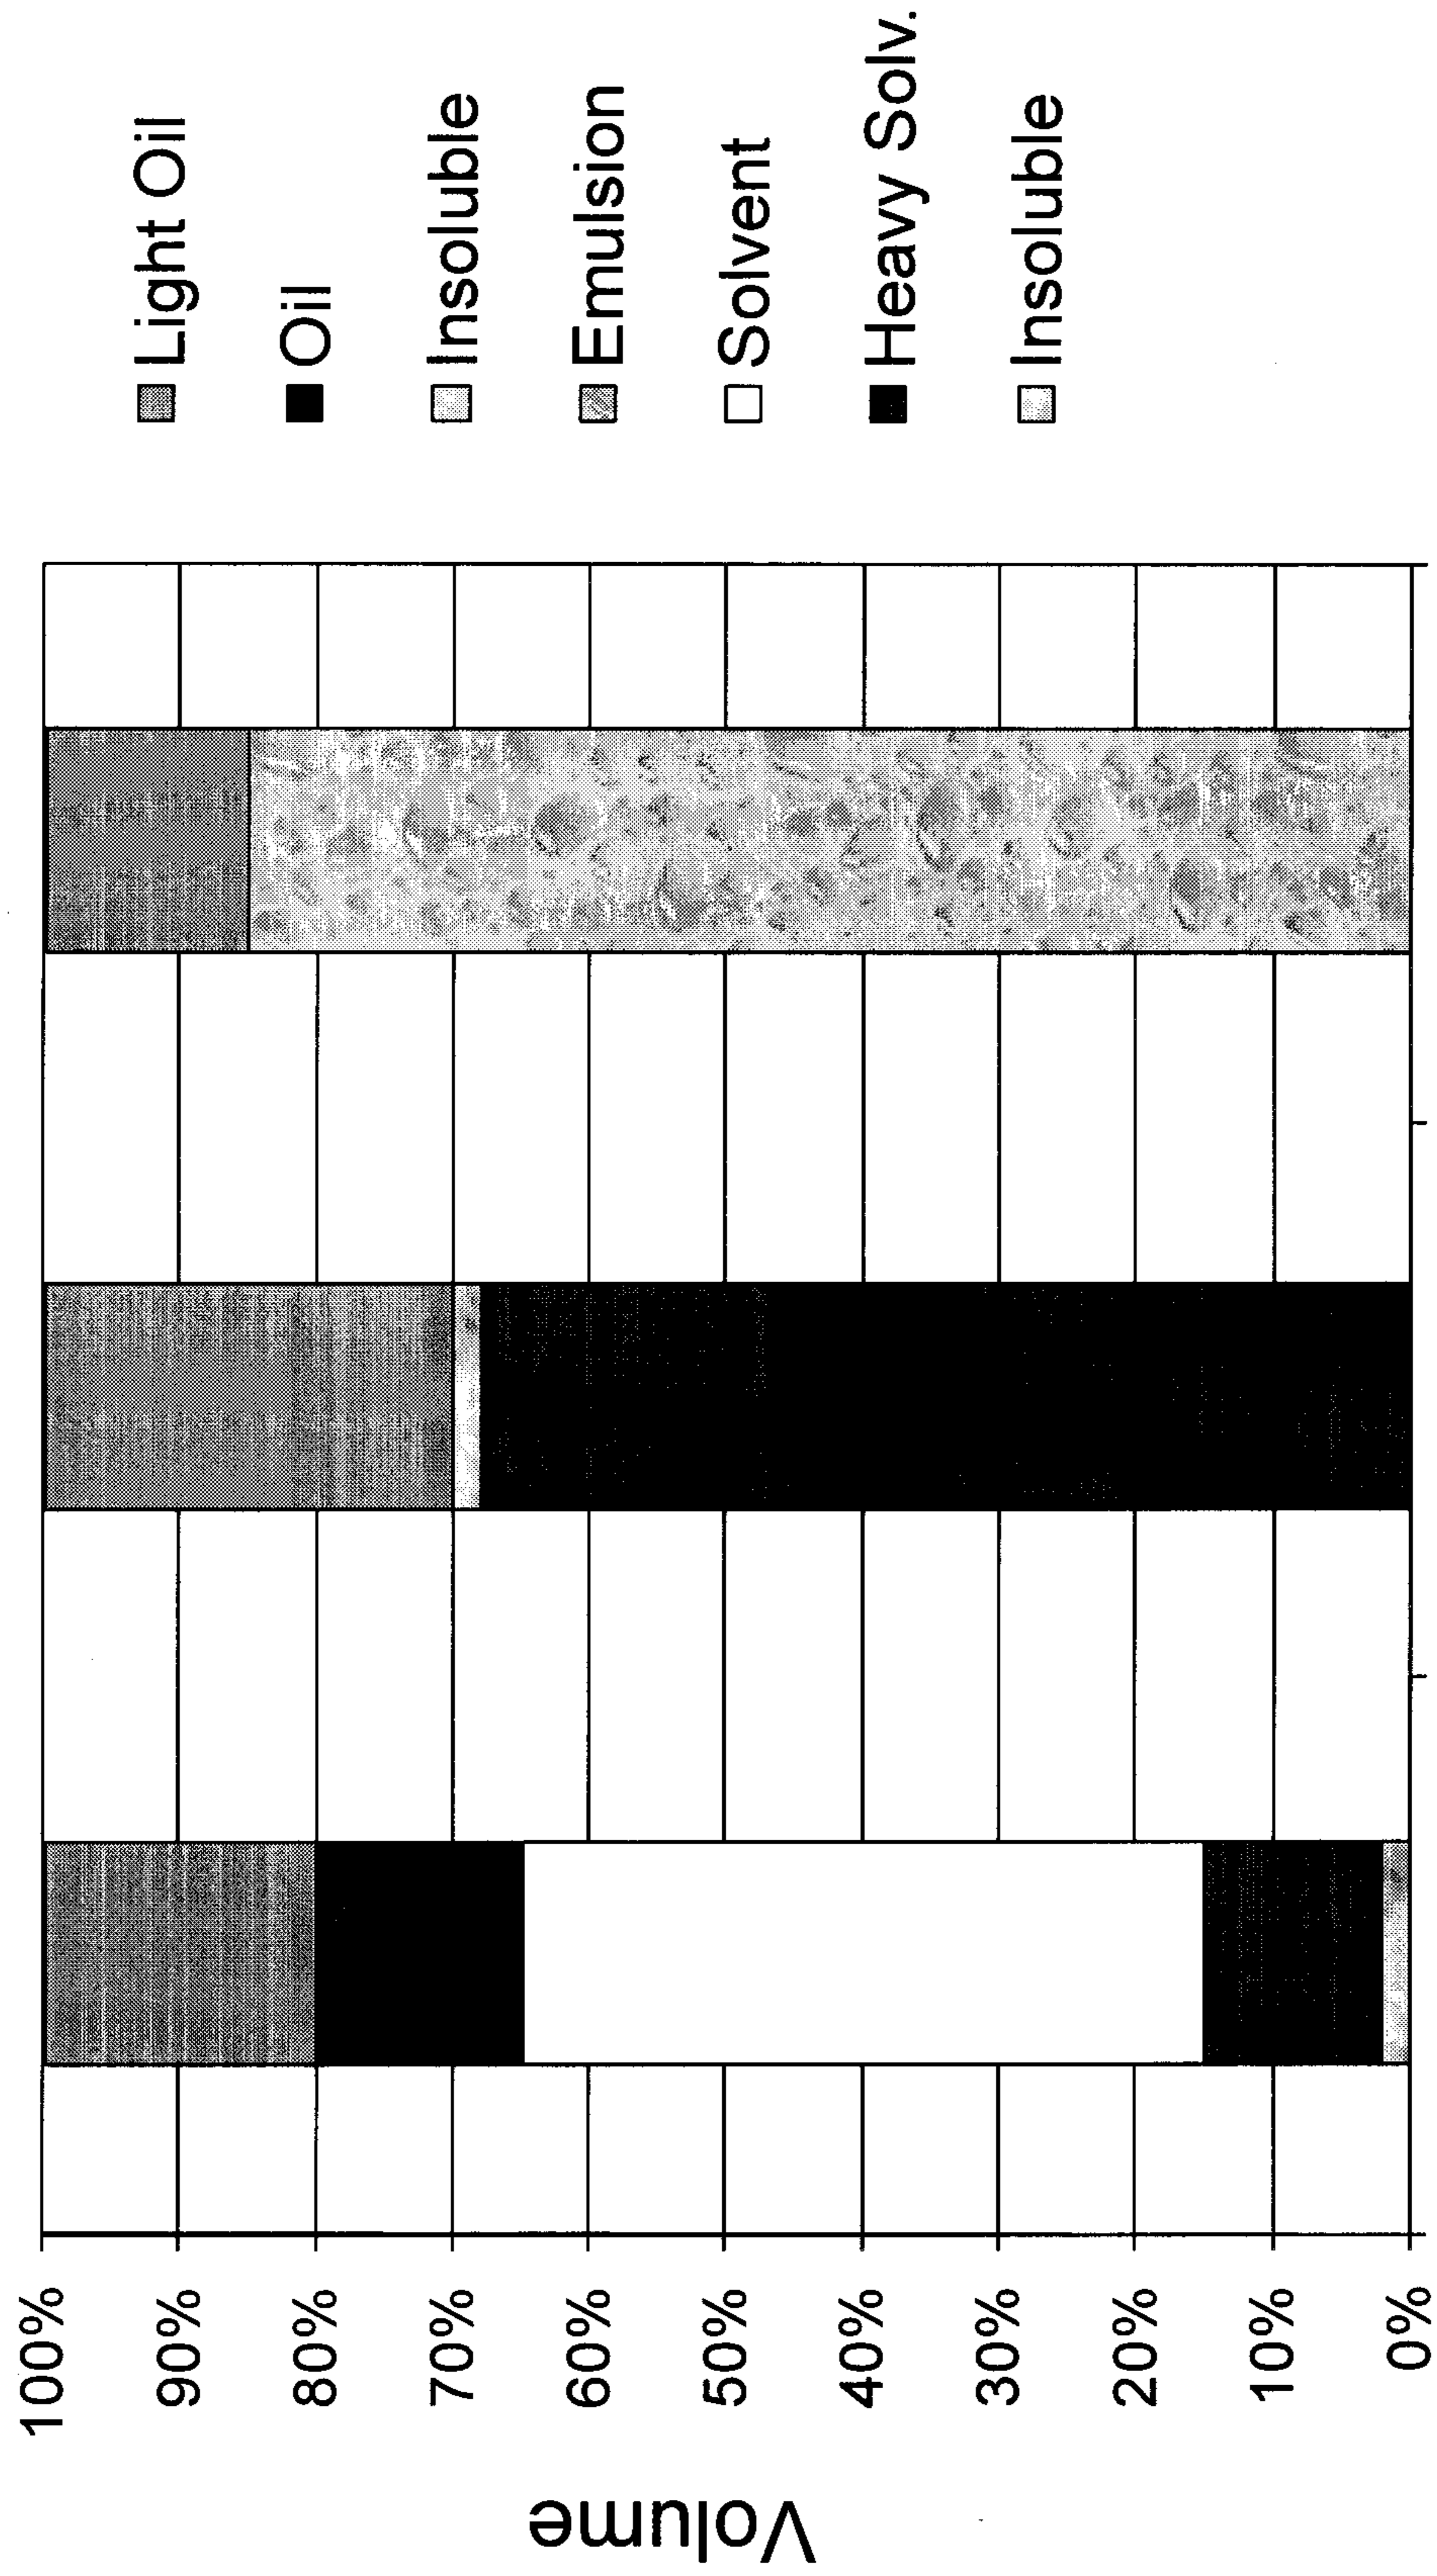 Volume
100%
90%
80%
70%
60%
50%
40%
30%
20%
10%
0%
Light Oil
Oil
Insoluble
Emulsion
Solvent
Heavy Solv.
Insoluble